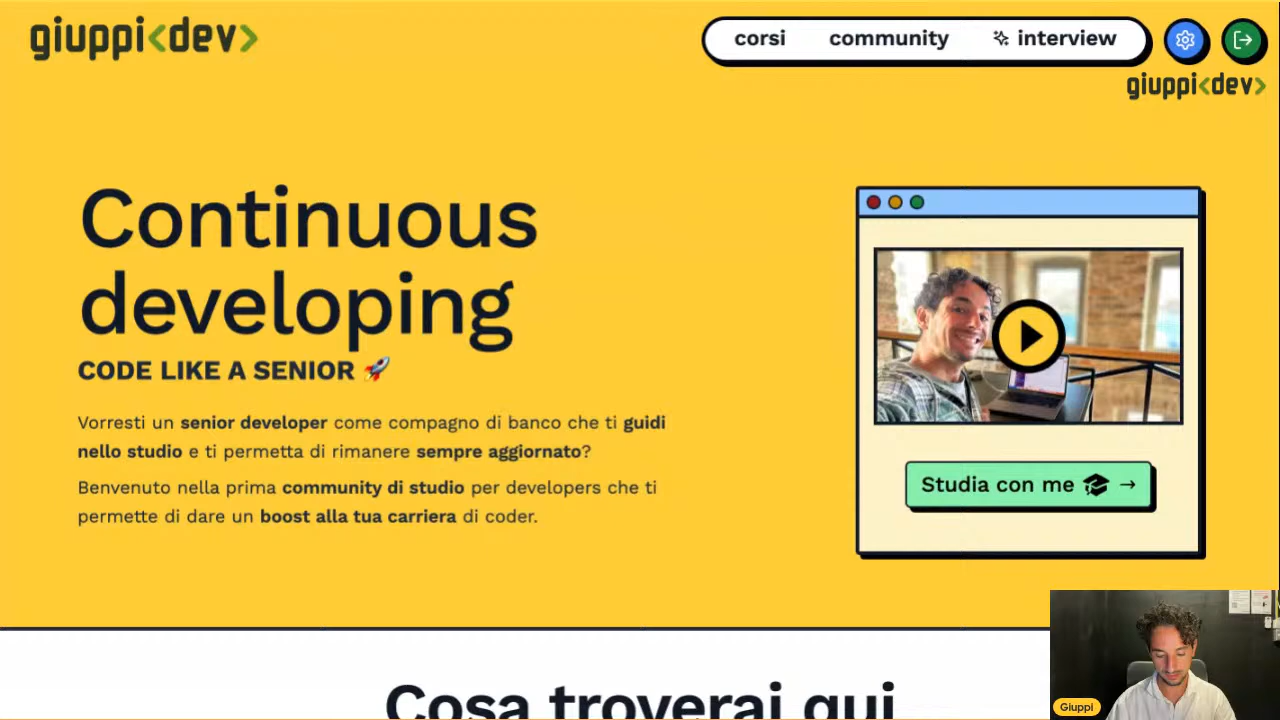 giuppi<dev>
corsi
community
interview
giuppi<dev>
Continuous
developing
CODE LIKE A SENIOR 🚀
Vorresti un senior developer come compagno di banco che ti guidi
nello studio e ti permetta di rimanere sempre aggiornato?
Benvenuto nella prima community di studio per developers che ti
permette di dare un boost alla tua carriera di coder.
Studia con me 🎓 →
Cosa troverai qui
Giuppi